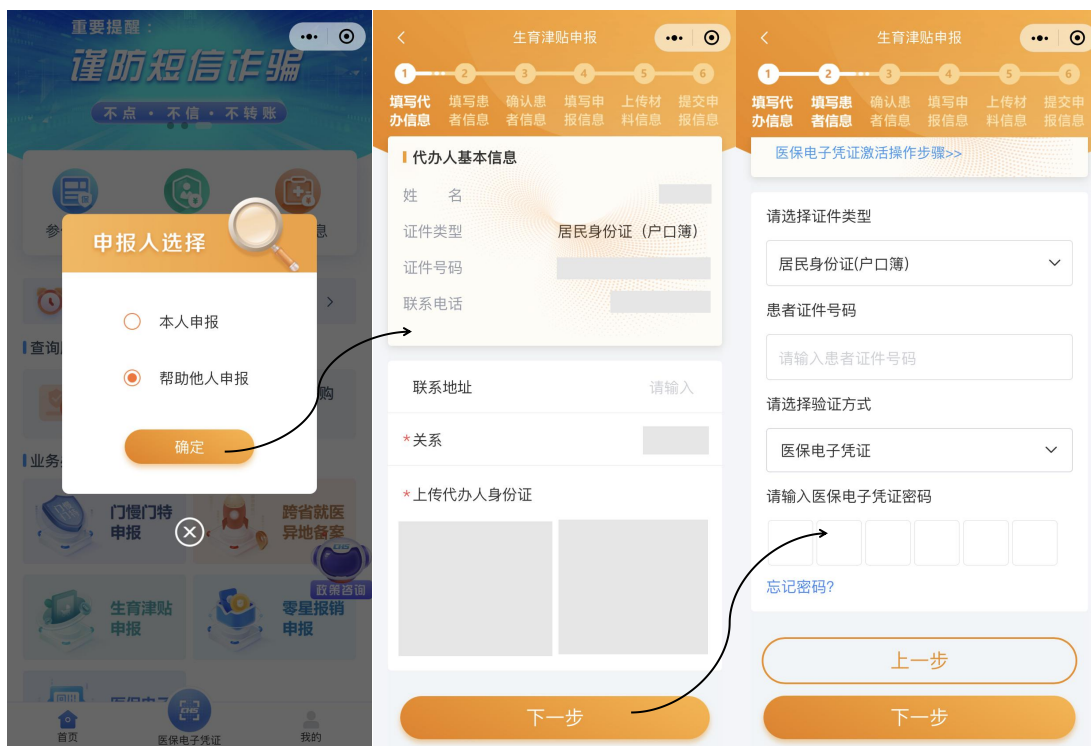 重要提醒：
谨防短信诈骗
不点 · 不信 · 不转账
申报人选择
本人申报
帮助他人申报
确定
查询
购
业务
门慢门特
申报
跨省就医
异地备案
政策咨询
生育津贴
申报
零星报销
申报
医保电子
首页
医保电子凭证
我的
生育津贴申报
1 2 3 4 5 6
填写代办信息
填写患者信息
确认患者信息
填写申报信息
上传材料信息
提交申报信息
代办人基本信息
姓 名
证件类型
居民身份证（户口簿）
证件号码
联系电话
联系地址
请输入
*关系
*上传代办人身份证
下一步
生育津贴申报
1 2 3 4 5 6
填写代办信息
填写患者信息
确认患者信息
填写申报信息
上传材料信息
提交申报信息
医保电子凭证激活操作步骤>>
请选择证件类型
居民身份证(户口簿)
患者证件号码
请输入患者证件号码
请选择验证方式
医保电子凭证
请输入医保电子凭证密码
忘记密码?
上一步
下一步